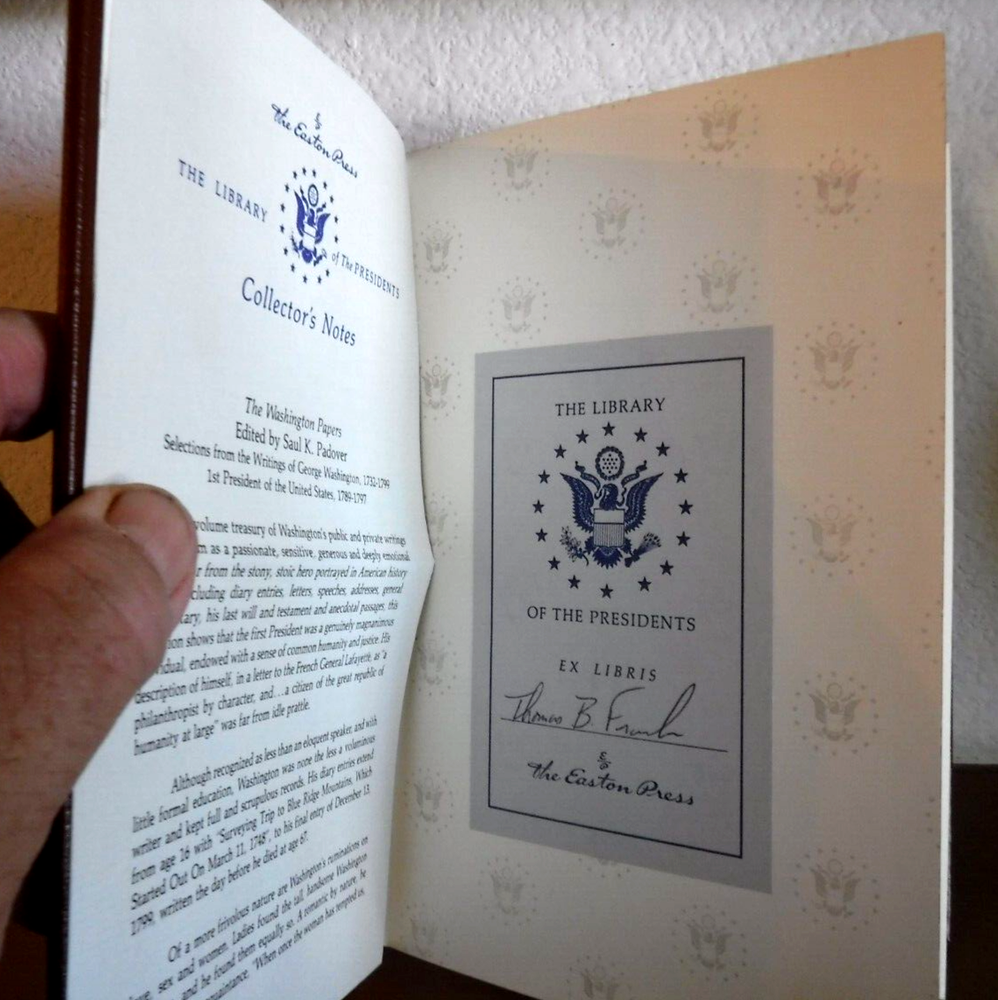 The Easton Press
THE LIBRARY of The PRESIDENTS
Collector's Notes
The Washington Papers
Edited by Saul K. Padover
Selections from the Writings of George Washington, 1732-1799
1st President of the United States, 1789-1797
volume treasury of Washington's public and private writings
as a passionate, sensitive, generous and deeply emotional
from the stony, stoic hero portrayed in American history
including diary entries, letters, speeches, addresses, general
his last will and testament and anecdotal passages, this
shows that the first President was a genuinely magnanimous
endowed with a sense of common humanity and justice. His
description of himself, in a letter to the French General Lafayette, as "a
philanthropist by character, and...a citizen of the great republic of
humanity at large" was far from idle prattle.
Although recognized as less than an eloquent speaker, and with
little formal education, Washington was none the less a voluminous
writer and kept full and scrupulous records. His diary entries extend
from age 16 with "Surveying Trip to Blue Ridge Mountains, Which
Started Out On March 11, 1748", to his final entry of December 13,
1799, written the day before he died at age 67.
Of a more frivolous nature are Washington's ruminations on
love, sex and women. Ladies found the tall, handsome Washington
and he found them equally so. A romantic by nature, he
"When once the woman has tempted us,
THE LIBRARY
OF THE PRESIDENTS
EX LIBRIS
Thomas B.
The Easton Press